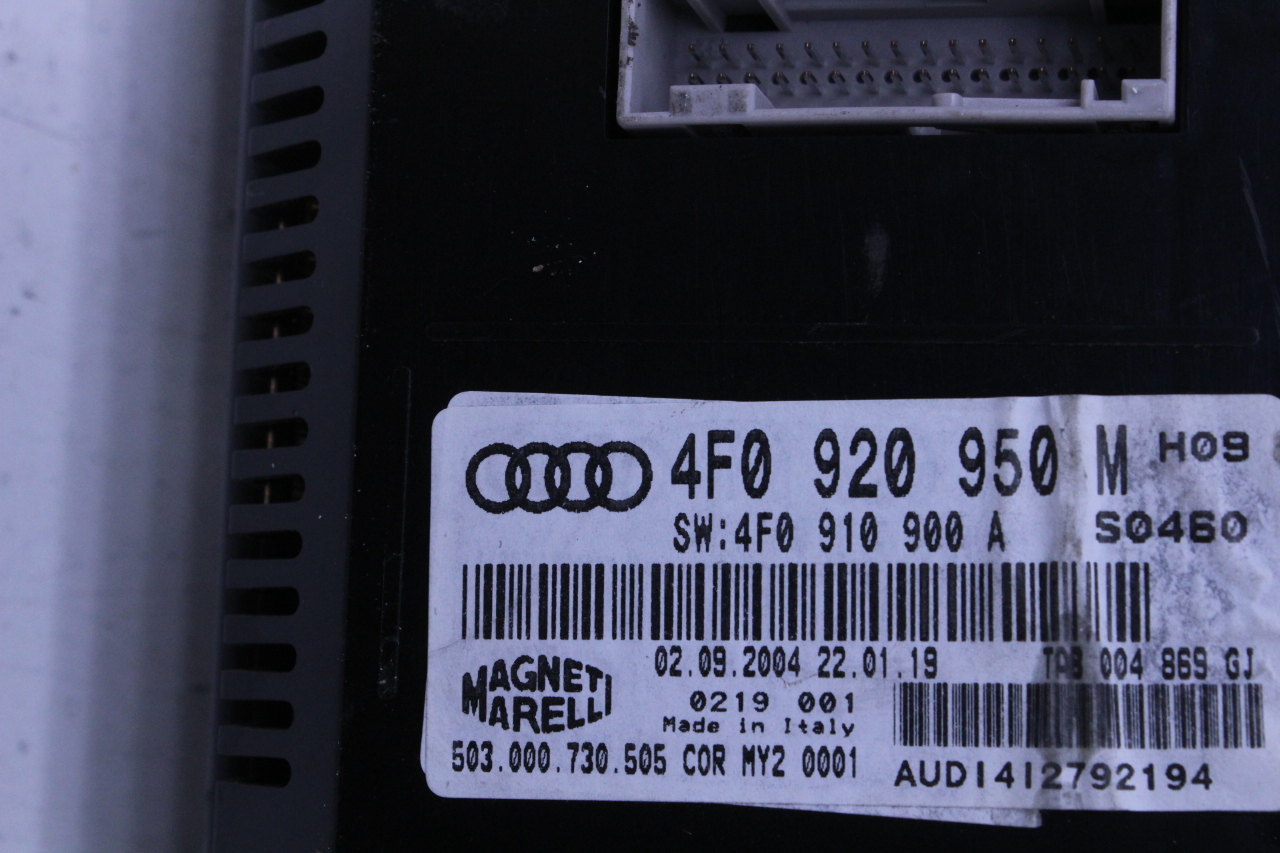 4F0 920 950 M H09
SW:4F0 910 900 A S0460
02.09.2004 22.01.19 TAB 004 869 GJ
MAGNETI MARELLI
0219 001
Made in Italy
503.000.730.505 COR MY2 0001
AUDI4I2792194